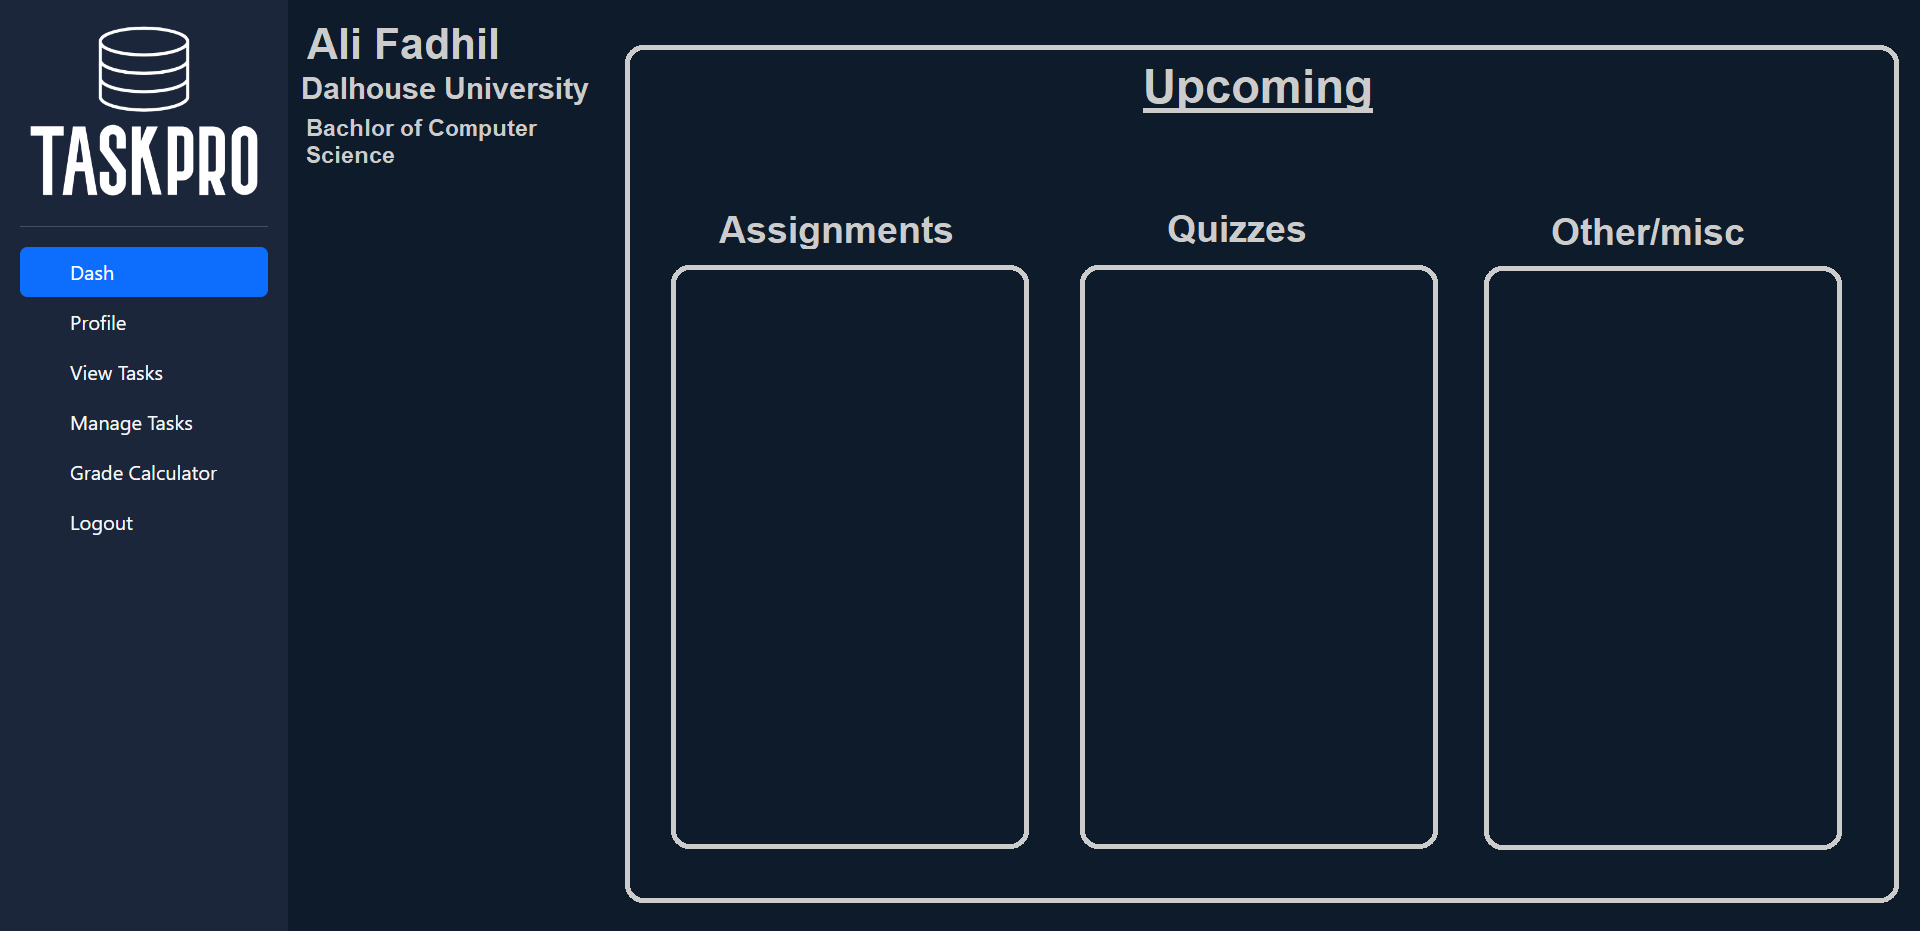 TASKPRO
Dash
Profile
View Tasks
Manage Tasks
Grade Calculator
Logout
Ali Fadhil
Dalhouse University
Bachlor of Computer
Science
Upcoming
Assignments
Quizzes
Other/misc